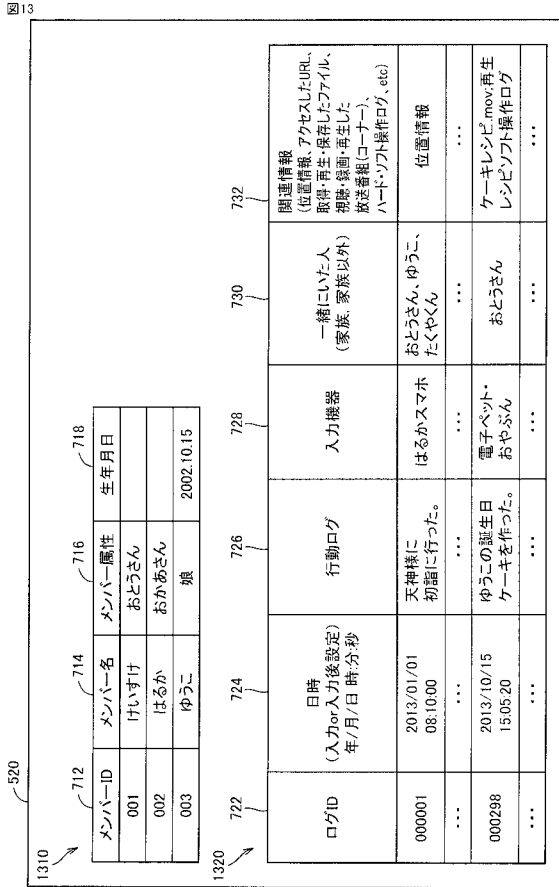 図13
520
1310
712
714
716
718
メンバーID
メンバー名
メンバー属性
生年月日
001
けいすけ
おとうさん
002
はるか
おかあさん
003
ゆうこ
娘
2002.10.15
1320
722
724
726
728
730
732
ログID
日時
(入力or入力後設定)
年/月/日 時:分:秒
行動ログ
入力機器
一緒にいた人
(家族、家族以外)
関連情報
(位置情報、アクセスしたURL、
取得・再生・保存したファイル、
視聴・録画・再生した
放送番組(コーナー)、
ハード・ソフト操作ログ、etc)
000001
2013/01/01
08:10:00
天神様に
初詣に行った。
はるかスマホ
おとうさん、ゆうこ、
たくやくん
位置情報
…
…
…
…
…
…
000298
2013/10/15
15:05:20
ゆうこの誕生日
ケーキを作った。
電子ペット・
おやぶん
おとうさん
ケーキレシピ.mov;再生
レシピソフト操作ログ
…
…
…
…
…
…